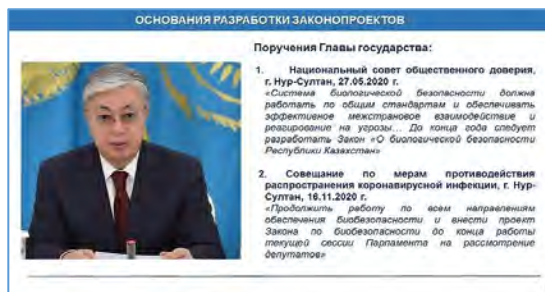 ОСНОВАНИЯ РАЗРАБОТКИ ЗАКОНОПРОЕКТОВ
Поручения Главы государства:
1. Национальный совет общественного доверия,
г. Нур-Султан, 27.05.2020 г.
«Система биологической безопасности должна
работать по общим стандартам и обеспечивать
эффективное межстрановое взаимодействие и
реагирование на угрозы... До конца года следует
разработать Закон «О биологической безопасности
Республики Казахстан»
2. Совещание по мерам противодействия
распространения коронавирусной инфекции, г. Нур-
Султан, 16.11.2020 г.
«Продолжить работу по всем направлениям
обеспечения биобезопасности и внести проект
Закона по биобезопасности до конца работы
текущей сессии Парламента на рассмотрение
депутатов»